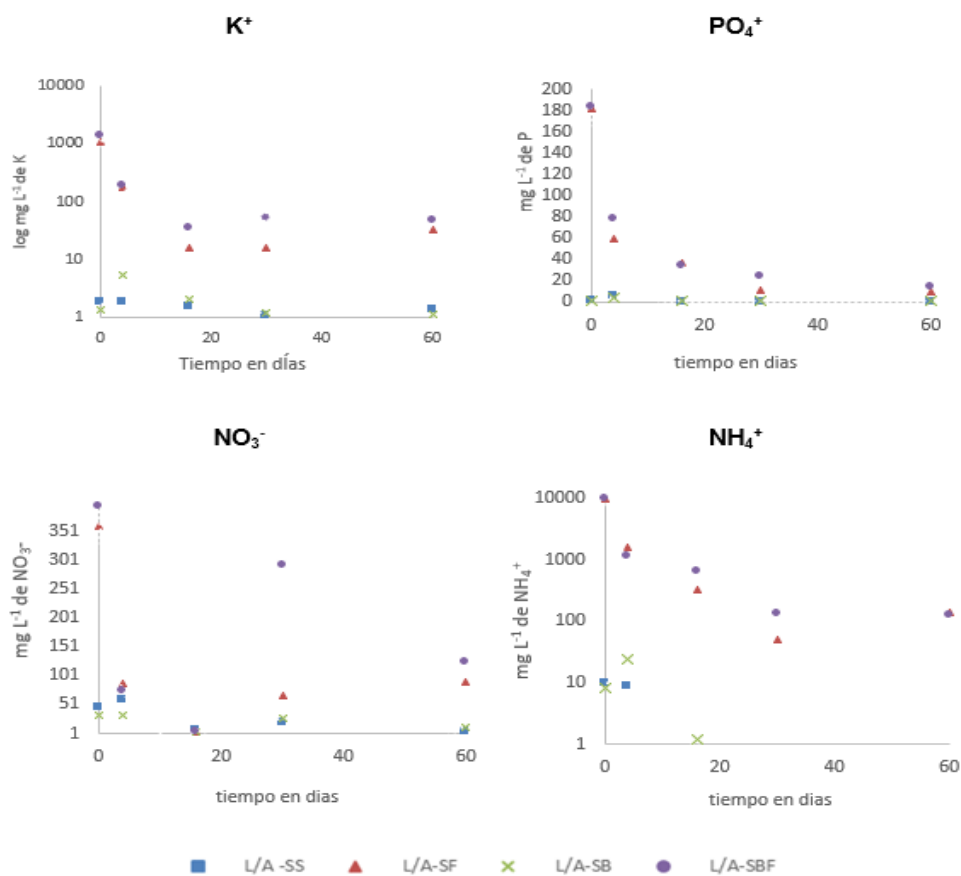 K⁺
10000
1000
100
10
1
log mg L⁻¹ de K
0 20 40 60
Tiempo en dÍas
PO₄⁺
200
180
160
140
120
100
80
60
40
20
0
mg L⁻¹ de P
0 20 40 60
tiempo en dias
NO₃⁻
351
301
251
201
151
101
51
1
mg L⁻¹ de NO₃⁻
0 20 40 60
tiempo en dias
NH₄⁺
10000
1000
100
10
1
mg L⁻¹ de NH₄⁺
0 20 40 60
tiempo en dias
L/A -SS L/A-SF L/A-SB L/A-SBF